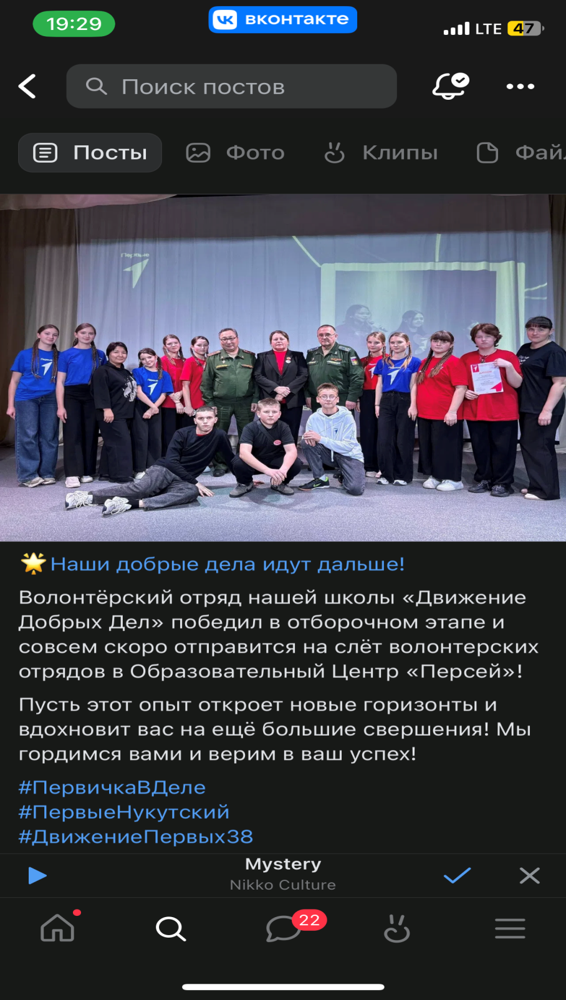 19:29
вконтакте
LTE 47
Поиск постов
Посты
Фото
Клипы
Фай
Первые
🌟Наши добрые дела идут дальше!
Волонтёрский отряд нашей школы «Движение
Добрых Дел» победил в отборочном этапе и
совсем скоро отправится на слёт волонтерских
отрядов в Образовательный Центр «Персей»!
Пусть этот опыт откроет новые горизонты и
вдохновит вас на ещё большие свершения! Мы
гордимся вами и верим в ваш успех!
#ПервичкаВДеле
#ПервыеНукутский
#ДвижениеПервых38
Mystery
Nikko Culture
22